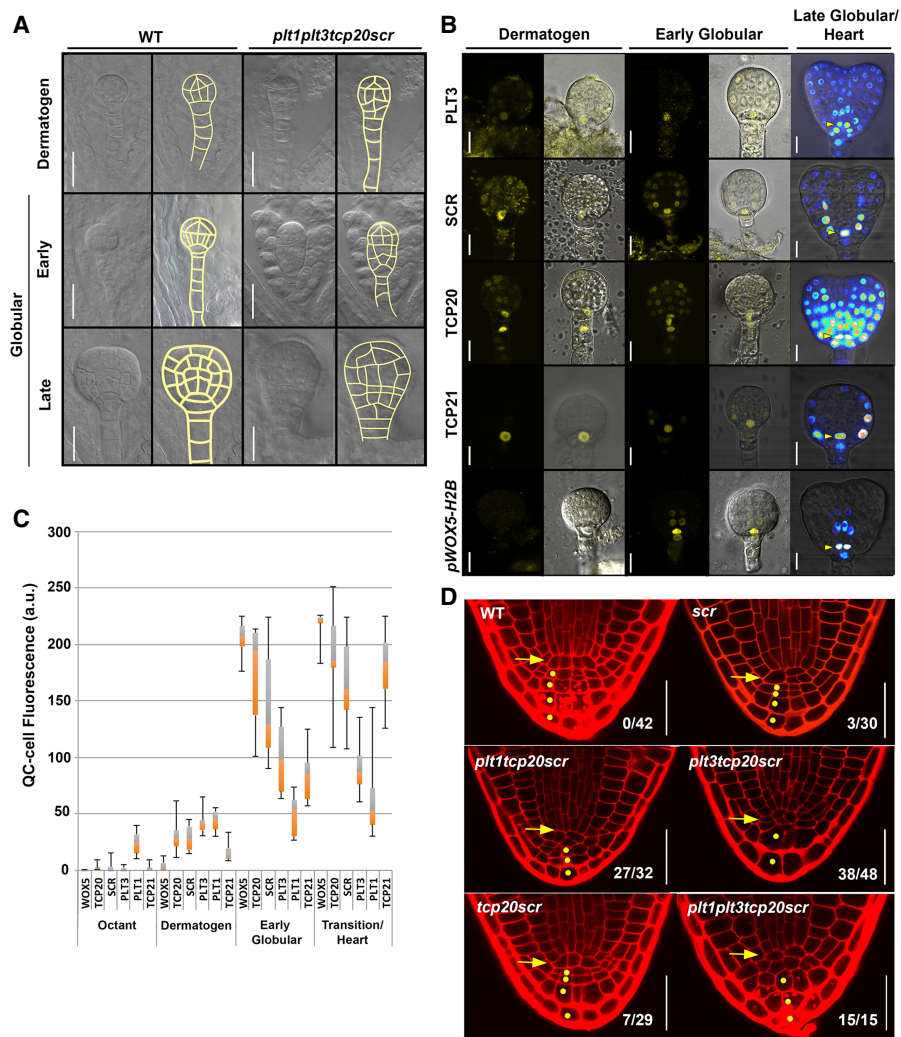 A
WT
plt1plt3tcp20scr
Dermatogen
Globular
Early
Late
B
Dermatogen
Early Globular
Late Globular/
Heart
PLT3
SCR
TCP20
TCP21
pWOX5-H2B
C
QC-cell Fluorescence (a.u.)
300
250
200
150
100
50
0
WOX5 TCP20 SCR PLT3 PLT1 TCP21 WOX5 TCP20 SCR PLT3 PLT1 TCP21 WOX5 TCP20 SCR PLT3 PLT1 TCP21 WOX5 TCP20 SCR PLT3 PLT1 TCP21
Octant
Dermatogen
Early
Globular
Transition/
Heart
D
WT
0/42
scr
3/30
plt1tcp20scr
27/32
plt3tcp20scr
38/48
tcp20scr
7/29
plt1plt3tcp20scr
15/15